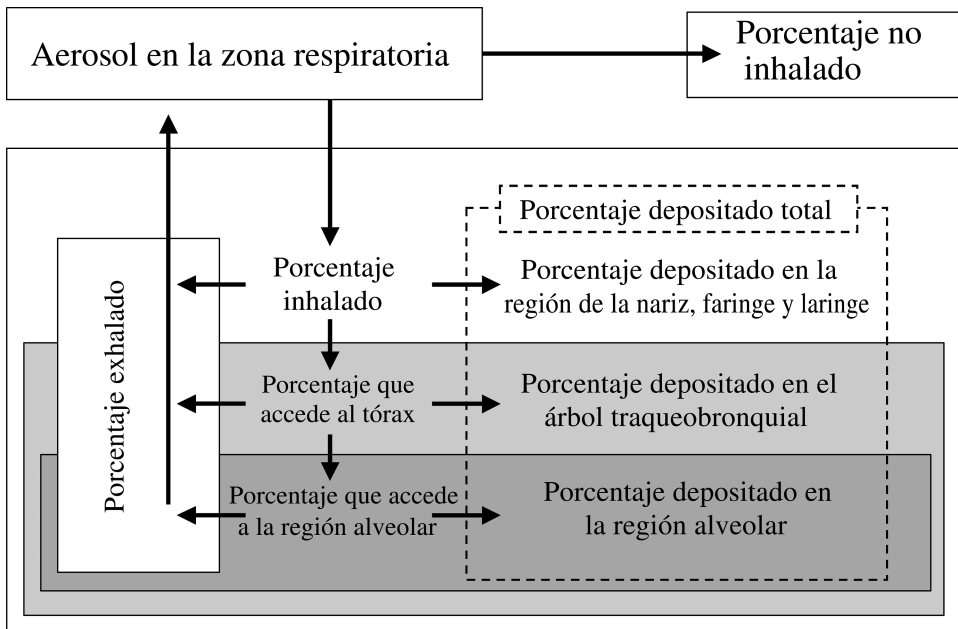 Aerosol en la zona respiratoria
Porcentaje no
inhalado
Porcentaje depositado total
Porcentaje
inhalado
Porcentaje depositado en la
región de la nariz, faringe y laringe
Porcentaje exhalado
Porcentaje que
accede al tórax
Porcentaje depositado en el
árbol traqueobronquial
Porcentaje que accede
a la región alveolar
Porcentaje depositado en
la región alveolar